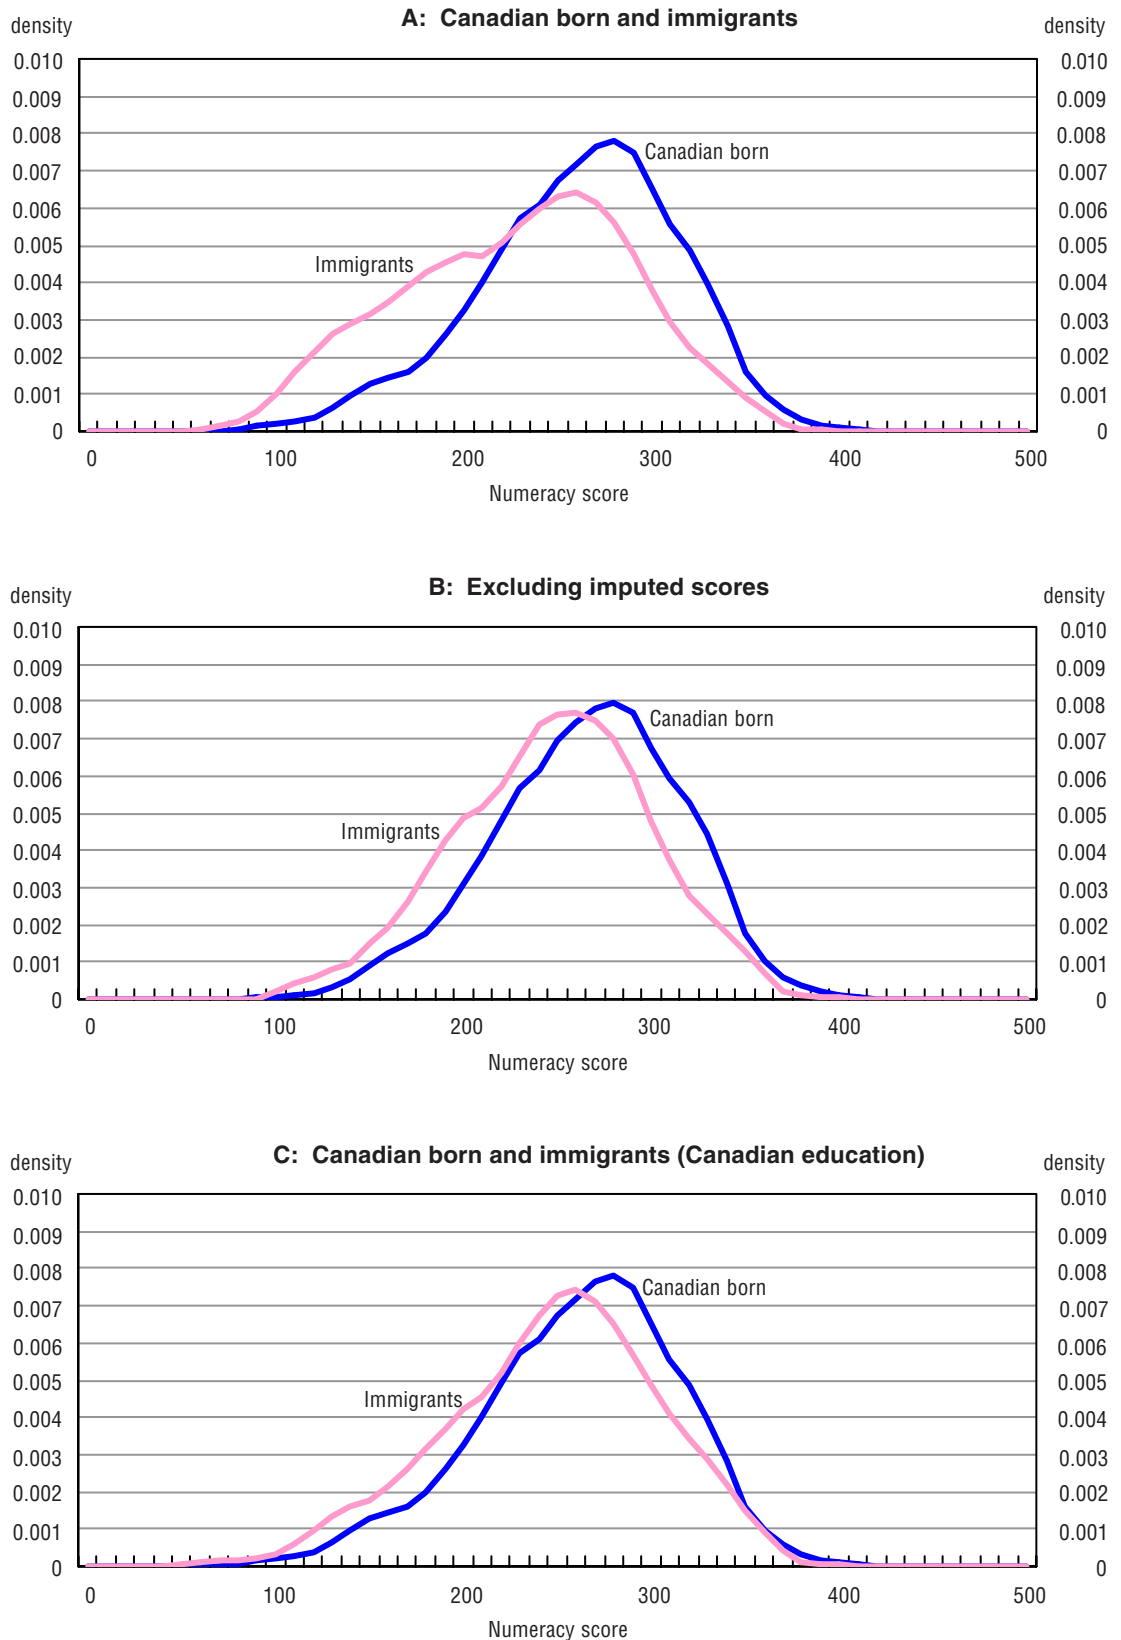 A: Canadian born and immigrants
density density
0.010 0.010
0.009 0.009
0.008 0.008
Canadian born
0.007 0.007
0.006 0.006
0.005 0.005
Immigrants
0.004 0.004
0.003 0.003
0.002 0.002
0.001 0.001
0 0
0 100 200 300 400 500
Numeracy score
B: Excluding imputed scores
density density
0.010 0.010
0.009 0.009
0.008 0.008
Canadian born
0.007 0.007
0.006 0.006
0.005 0.005
Immigrants
0.004 0.004
0.003 0.003
0.002 0.002
0.001 0.001
0 0
0 100 200 300 400 500
Numeracy score
C: Canadian born and immigrants (Canadian education)
density density
0.010 0.010
0.009 0.009
0.008 0.008
Canadian born
0.007 0.007
0.006 0.006
0.005 0.005
Immigrants
0.004 0.004
0.003 0.003
0.002 0.002
0.001 0.001
0 0
0 100 200 300 400 500
Numeracy score